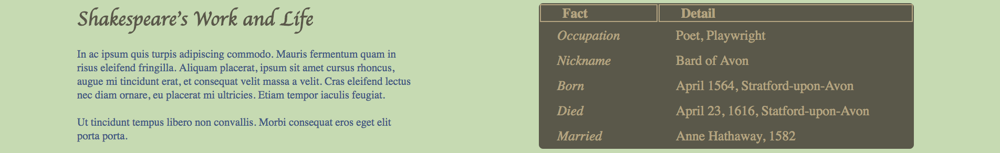 Shakespeare's Work and Life
In ac ipsum quis turpis adipiscing commodo. Mauris fermentum quam in
risus eleifend fringilla. Aliquam placerat, ipsum sit amet cursus rhoncus,
augue mi tincidunt erat, et consequat velit massa a velit. Cras eleifend lectus
nec diam ornare, eu placerat mi ultricies. Etiam tempor iaculis feugiat.
Ut tincidunt tempus libero non convallis. Morbi consequat eros eget elit
porta porta.
Fact Detail
Occupation Poet, Playwright
Nickname Bard of Avon
Born April 1564, Stratford-upon-Avon
Died April 23, 1616, Statford-upon-Avon
Married Anne Hathaway, 1582